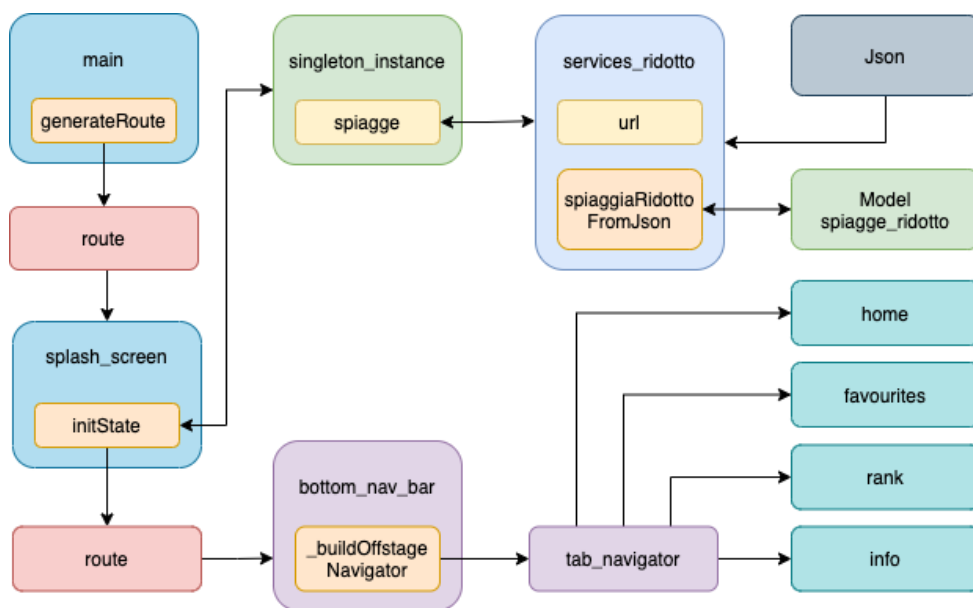 main
generateRoute
route
splash_screen
initState
route
singleton_instance
spiagge
services_ridotto
url
spiaggiaRidotto
FromJson
Json
Model
spiagge_ridotto
bottom_nav_bar
_buildOffstage
Navigator
tab_navigator
home
favourites
rank
info